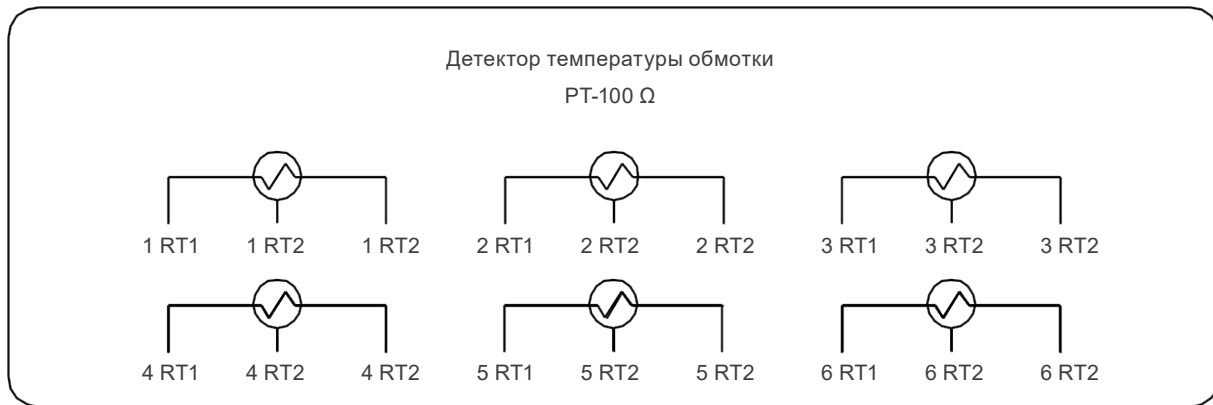 Детектор температуры обмотки
РТ-100 Ω
1 RT1 1 RT2 1 RT2 2 RT1 2 RT2 2 RT2 3 RT1 3 RT2 3 RT2
4 RT1 4 RT2 4 RT2 5 RT1 5 RT2 5 RT2 6 RT1 6 RT2 6 RT2